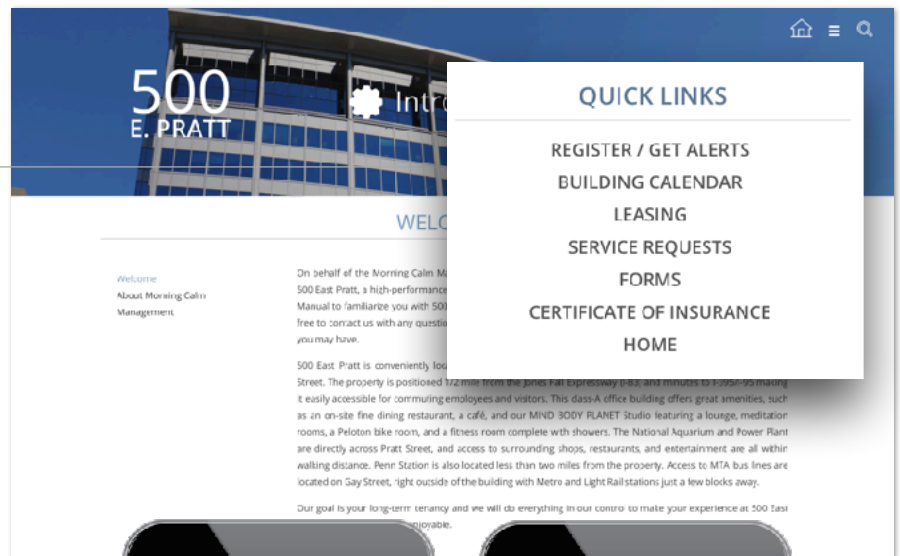 500
E. PRATT
Intro
QUICK LINKS
REGISTER / GET ALERTS
BUILDING CALENDAR
LEASING
SERVICE REQUESTS
FORMS
CERTIFICATE OF INSURANCE
HOME
WELC
Welcome
About Morning Calm
Management
On behalf of the Morning Calm Ma
500 East Pratt, a high-performance
Manual to familiarize you with 500
free to contact us with any questio
you may have.
500 East Pratt is conveniently loc
Street. The property is positioned 1/2 mile from the Jones Fall Expressway (I-83) and minutes to I-395/I-95 making
it easily accessible for commuting employees and visitors. This class-A office building offers great amenities, such
as an on-site fine dining restaurant, a café, and our MIND BODY PLANET Studio featuring a lounge, meditation
rooms, a Peloton bike room, and a fitness room complete with showers. The National Aquarium and Power Plant
are directly across Pratt Street, and access to surrounding shops, restaurants, and entertainment are all within
walking distance. Penn Station is also located less than two miles from the property. Access to MTA bus lines are
located on Gay Street, right outside of the building with Metro and Light Rail stations just a few blocks away.
Our goal is your long-term tenancy and we will do everything in our control to make your experience at 500 East
enjoyable.